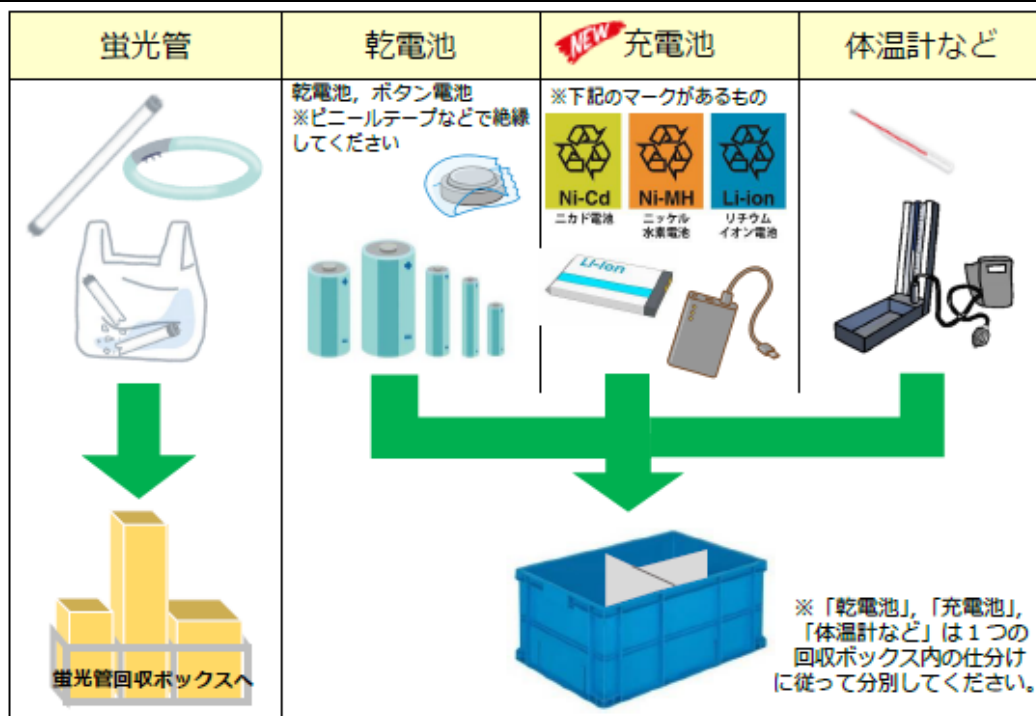 蛍光管
乾電池
NEW 充電池
体温計など
乾電池，ボタン電池
※ビニールテープなどで絶縁
してください
※下記のマークがあるもの
Ni-Cd
ニカド電池
Ni-MH
ニッケル
水素電池
Li-ion
リチウム
イオン電池
Li-ion
蛍光管回収ボックスへ
※「乾電池」，「充電池」，
「体温計など」は１つの
回収ボックス内の仕分け
に従って分別してください。